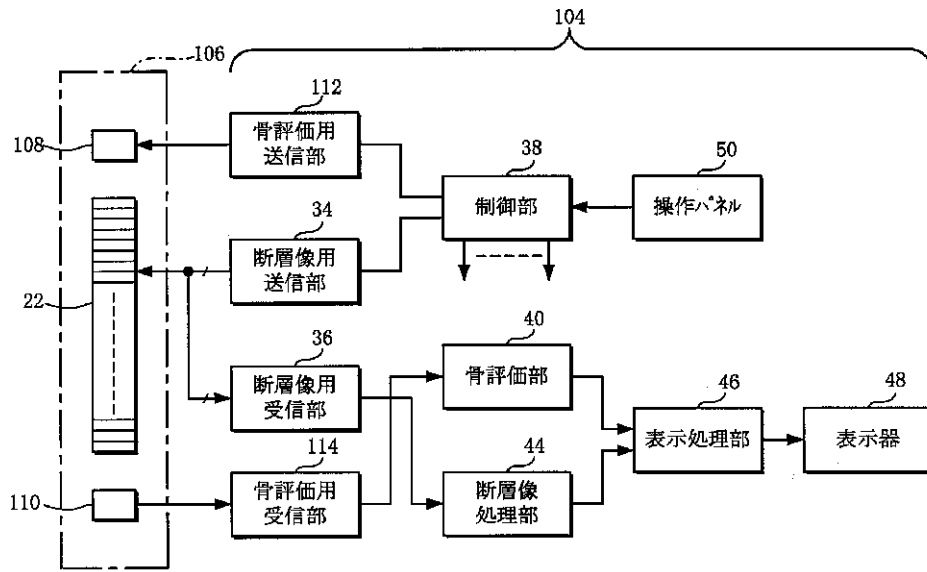 104
106
112
108
骨評価用
送信部
38
制御部
50
操作パネル
34
断層像用
送信部
22
36
断層像用
受信部
40
骨評価部
46
表示処理部
48
表示器
114
骨評価用
受信部
44
断層像
処理部
110